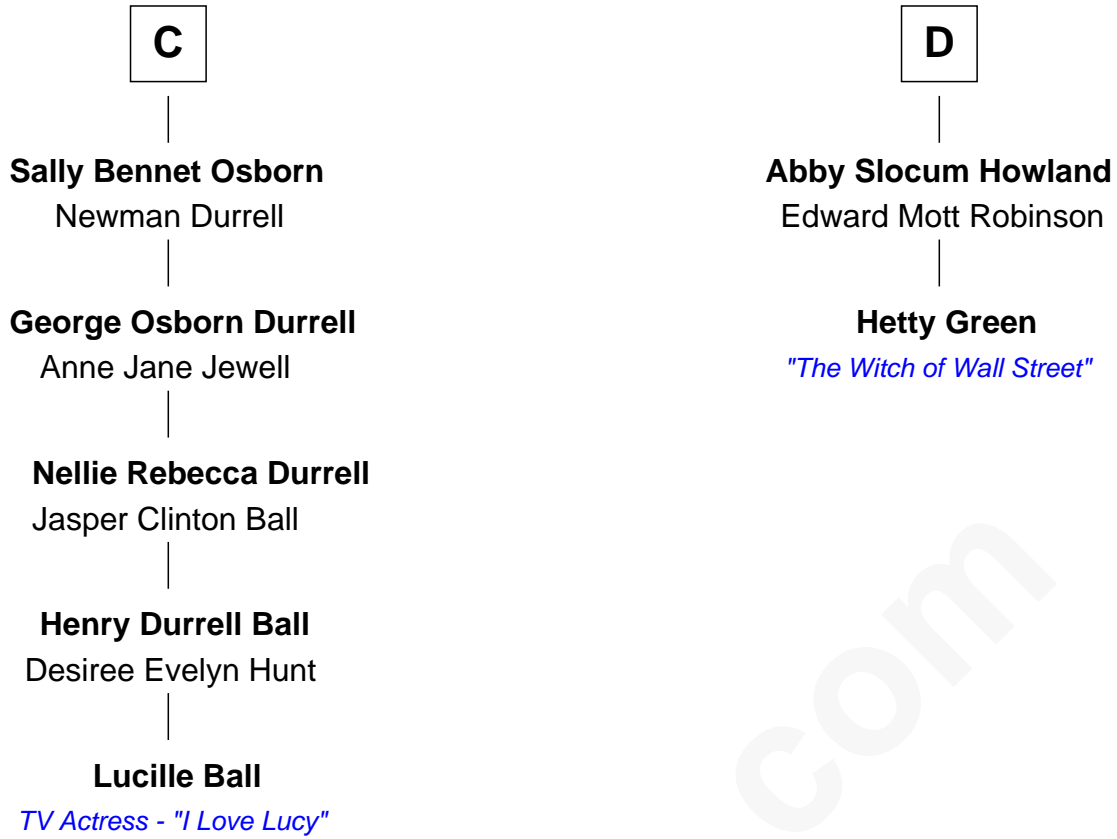 C
Sally Bennet Osborn
Newman Durrell
George Osborn Durrell
Anne Jane Jewell
Nellie Rebecca Durrell
Jasper Clinton Ball
Henry Durrell Ball
Desiree Evelyn Hunt
Lucille Ball
TV Actress - "I Love Lucy"
D
Abby Slocum Howland
Edward Mott Robinson
Hetty Green
"The Witch of Wall Street"
com